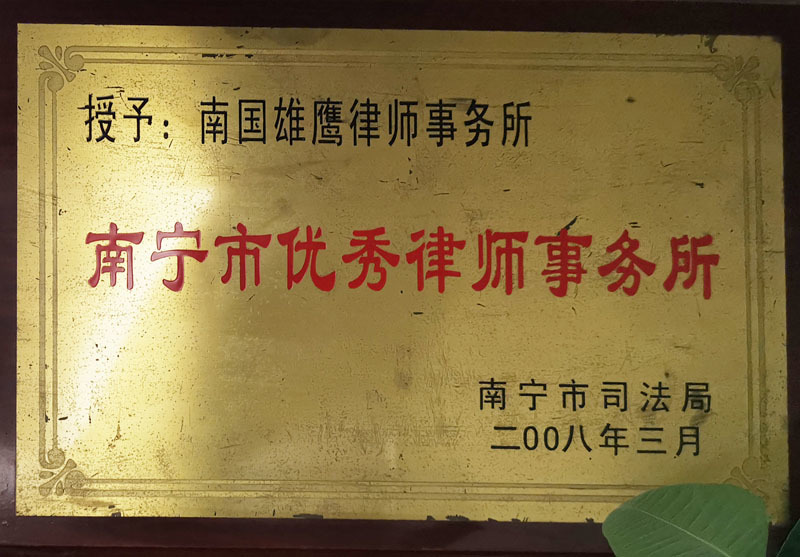 授予：南国雄鹰律师事务所
南宁市优秀律师事务所
南宁市司法局
二00八年三月